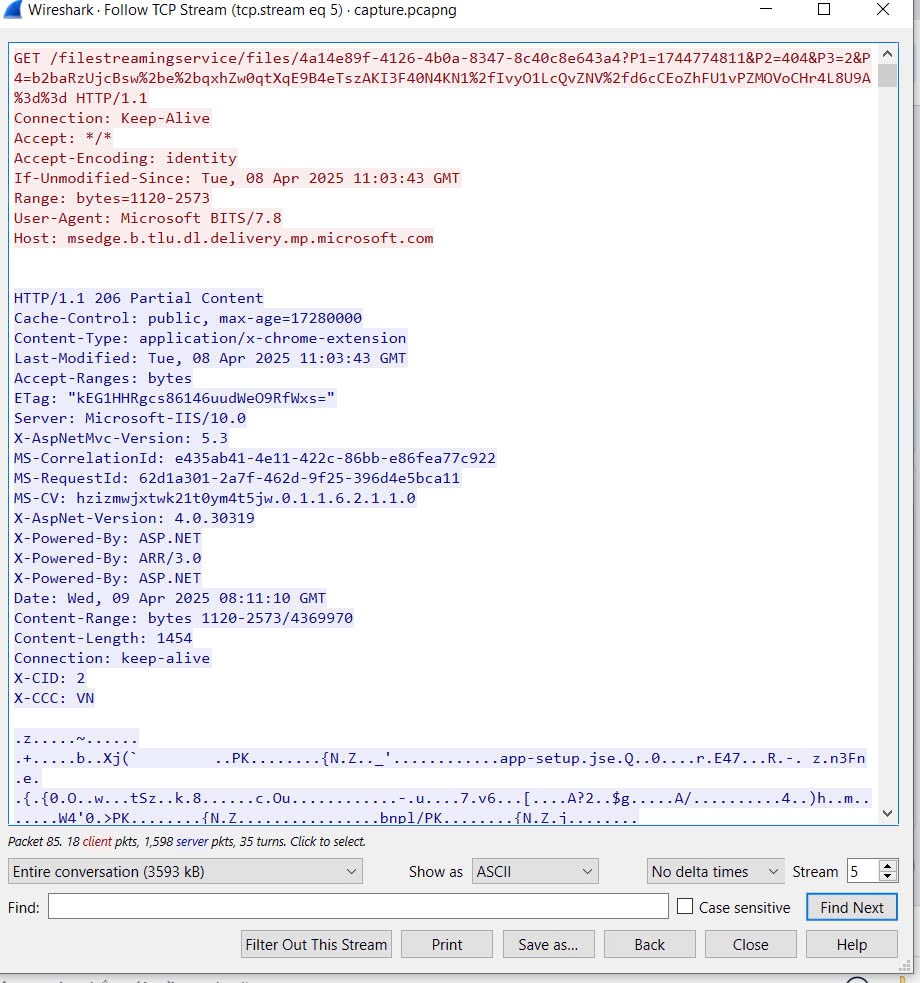 Wireshark · Follow TCP Stream (tcp.stream eq 5) · capture.pcapng
GET /filestreamingservice/files/4a14e89f-4126-4b0a-8347-8c40c8e643a4?P1=1744774811&P2=404&P3=2&P
4=b2baRzUjcBsw%2be%2bqxhZw0qtXqE9B4eTszAKI3F40N4KN1%2fIvyO1LcQvZNV%2fd6cCEoZhFU1vPZMOVoCHr4L8U9A
%3d%3d HTTP/1.1
Connection: Keep-Alive
Accept: */*
Accept-Encoding: identity
If-Unmodified-Since: Tue, 08 Apr 2025 11:03:43 GMT
Range: bytes=1120-2573
User-Agent: Microsoft BITS/7.8
Host: msedge.b.tlu.dl.delivery.mp.microsoft.com
HTTP/1.1 206 Partial Content
Cache-Control: public, max-age=17280000
Content-Type: application/x-chrome-extension
Last-Modified: Tue, 08 Apr 2025 11:03:43 GMT
Accept-Ranges: bytes
ETag: "kEG1HHRgcs86146uudWeO9RfWxs="
Server: Microsoft-IIS/10.0
X-AspNetMvc-Version: 5.3
MS-CorrelationId: e435ab41-4e11-422c-86bb-e86fea77c922
MS-RequestId: 62d1a301-2a7f-462d-9f25-396d4e5bca11
MS-CV: hzizmwjxtwk21t0ym4t5jw.0.1.1.6.2.1.1.0
X-AspNet-Version: 4.0.30319
X-Powered-By: ASP.NET
X-Powered-By: ARR/3.0
X-Powered-By: ASP.NET
Date: Wed, 09 Apr 2025 08:11:10 GMT
Content-Range: bytes 1120-2573/4369970
Content-Length: 1454
Connection: keep-alive
X-CID: 2
X-CCC: VN
.z.....~......
.+.....b..Xj(`         ..PK........{N.Z.._'............app-setup.jse.Q..0....r.E47...R.-. z.n3Fn
.e.
.{.{0.O..w...tSz..k.8......c.Ou............-.u....7.v6...[....A?2..$g.....A/..........4..)h..m..
.....W4'0.>PK........{N.Z................bnpl/PK........{N.Z.j........
Packet 85. 18 client pkts, 1,598 server pkts, 35 turns. Click to select.
Entire conversation (3593 kB)
Show as
ASCII
No delta times
Stream
5
Find:
Case sensitive
Find Next
Filter Out This Stream
Print
Save as...
Back
Close
Help